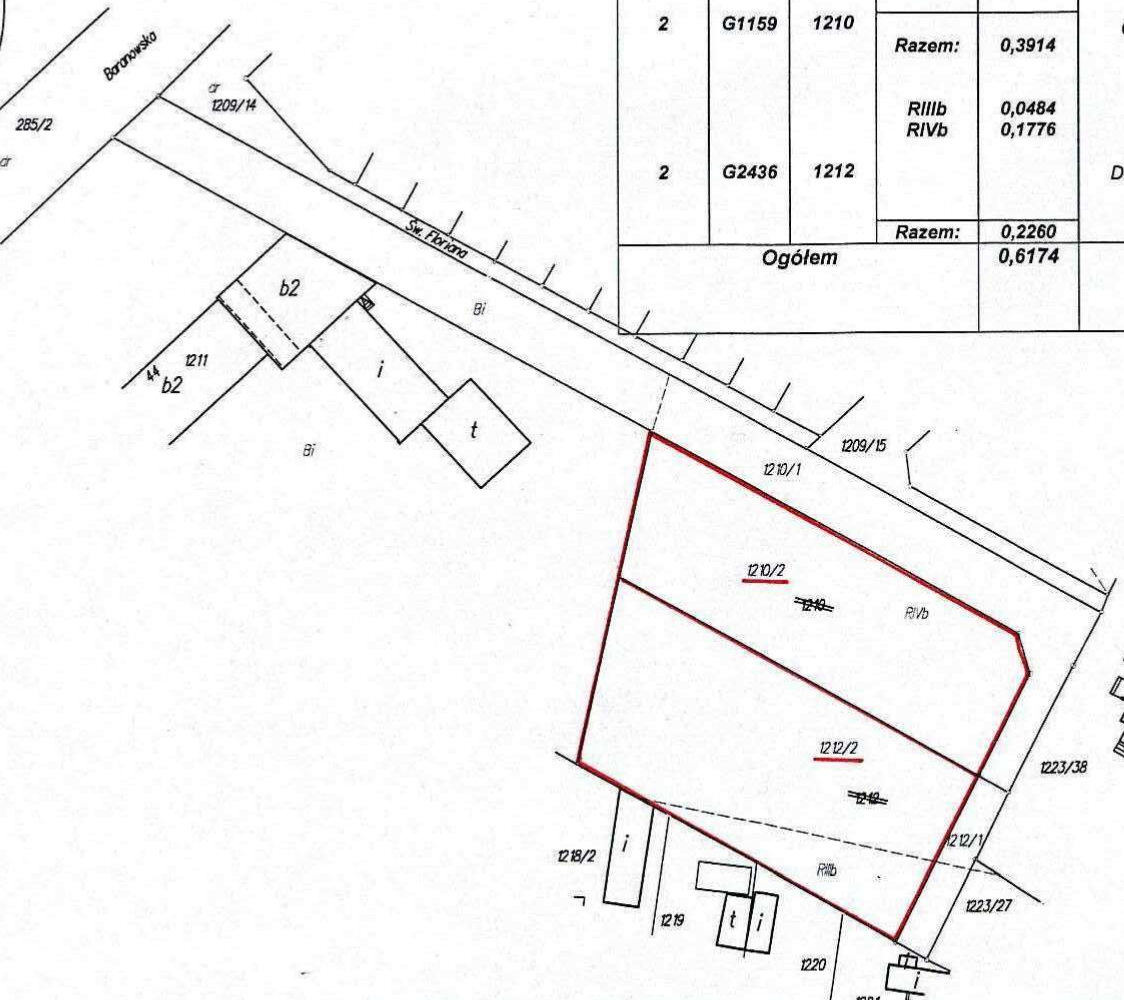 2 G1159 1210
Razem: 0,3914
RIIIb 0,0484
RIVb 0,1776
2 G2436 1212 D
Razem: 0,2260
Ogółem 0,6174
Baranowska
285/2
dr
dr
1209/14
Św. Floriana
b2
Bi
1211
44
b2
i
t
Bi
1209/15
1210/1
1210/2
1210
RIVb
1212/2
1212
1223/38
1212/1
1218/2
i
RIIIb
1223/27
1219
t
i
1220
i